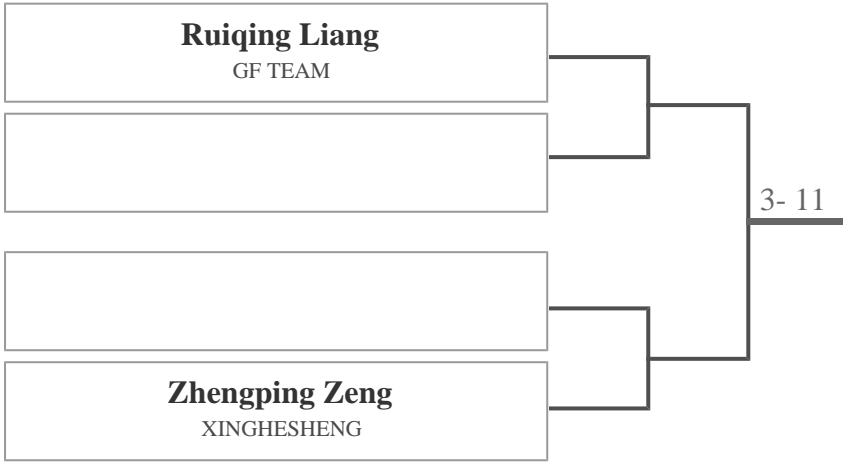 Ruiqing Liang
GF TEAM
3- 11
Zhengping Zeng
XINGHESHENG